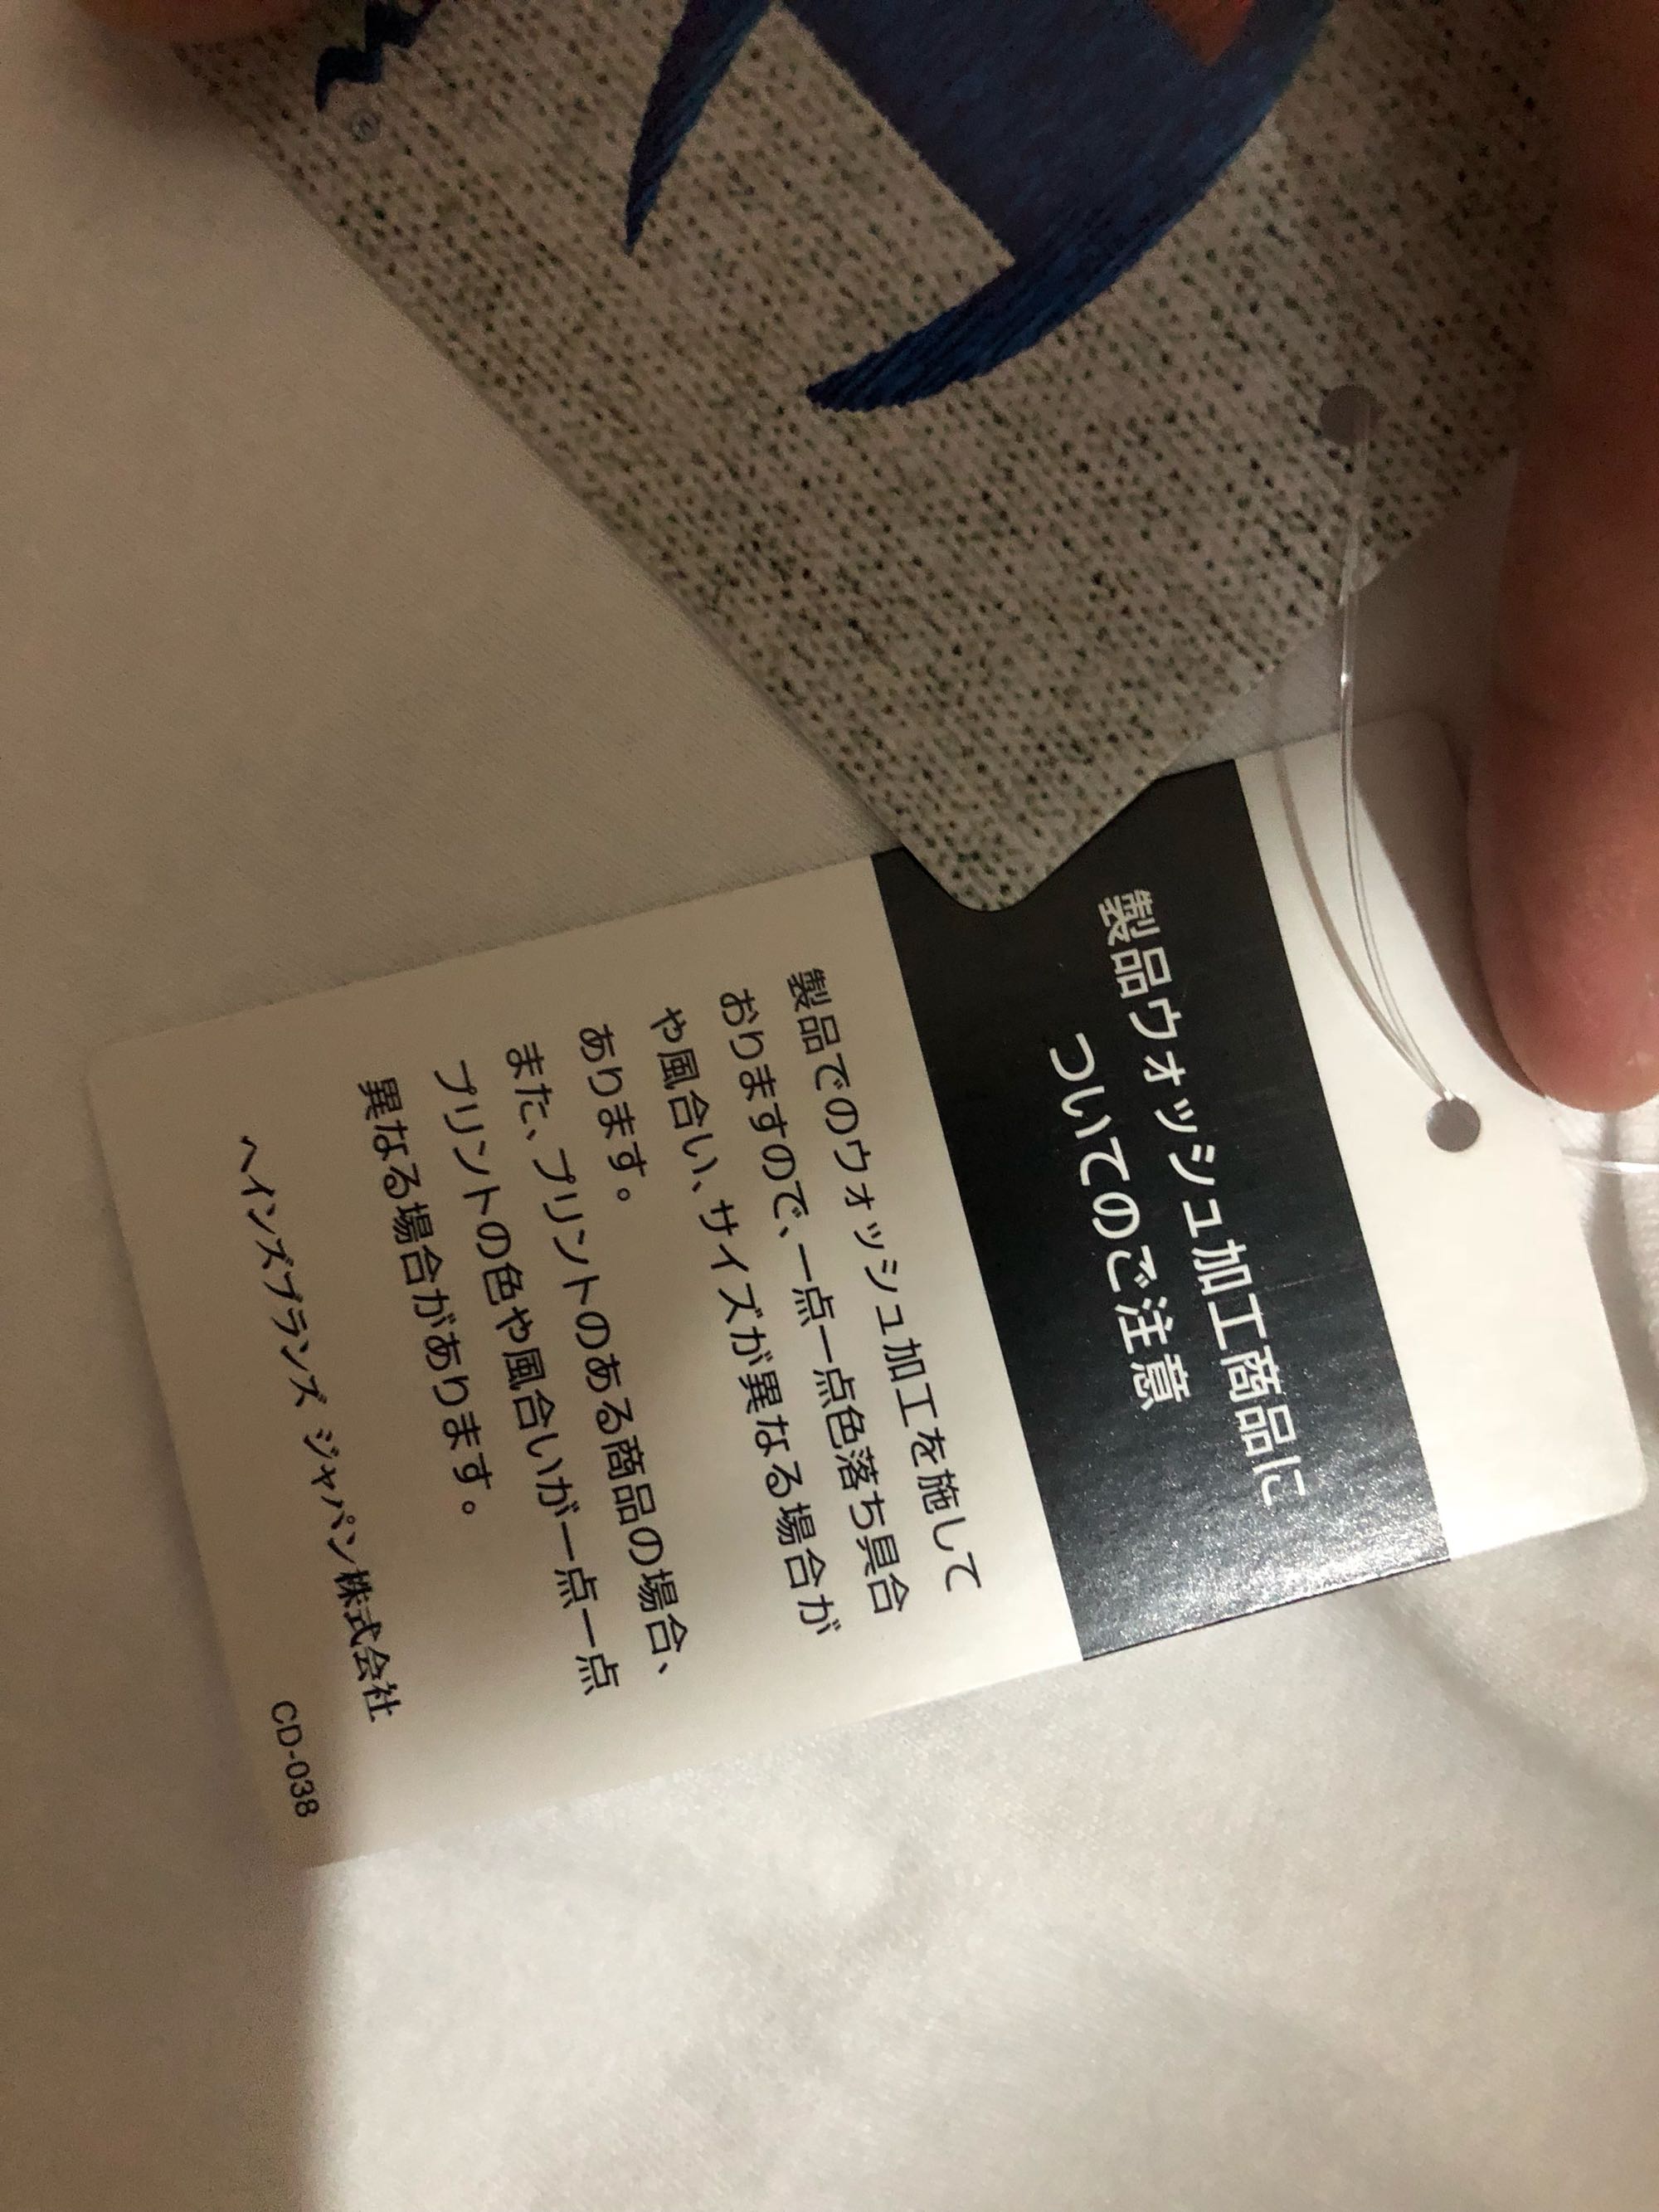 製品ウォッシュ加工商品に
ついてのご注意
製品でのウォッシュ加工を施して
おりますので、一点一点色落ち具合
や風合い、サイズが異なる場合が
あります。
また、プリントのある商品の場合、
プリントの色や風合いが一点一点
異なる場合があります。
ヘインズブランズ ジャパン株式会社
CD-038
®